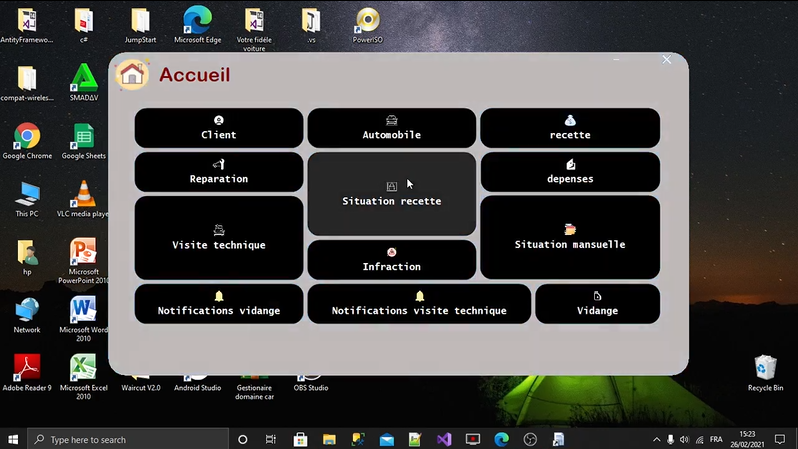 AntityFramewo...
c#
JumpStart
Microsoft Edge
Votre fidéle
voiture
.vs
PowerISO
compat-wireles...
SMADΔV
Google Chrome
Google Sheets
This PC
VLC media player
hp
Microsoft
PowerPoint 2010
Network
Microsoft Word
2010
Adobe Reader 9
Microsoft Excel
2010
Waircut V2.0
Android Studio
Gestionaire
domaine car
OBS Studio
Recycle Bin
Accueil
Client
Automobile
recette
Reparation
Situation recette
depenses
Visite technique
Situation mansuelle
Infraction
Notifications vidange
Notifications visite technique
Vidange
Type here to search
FRA
15:23
26/02/2021